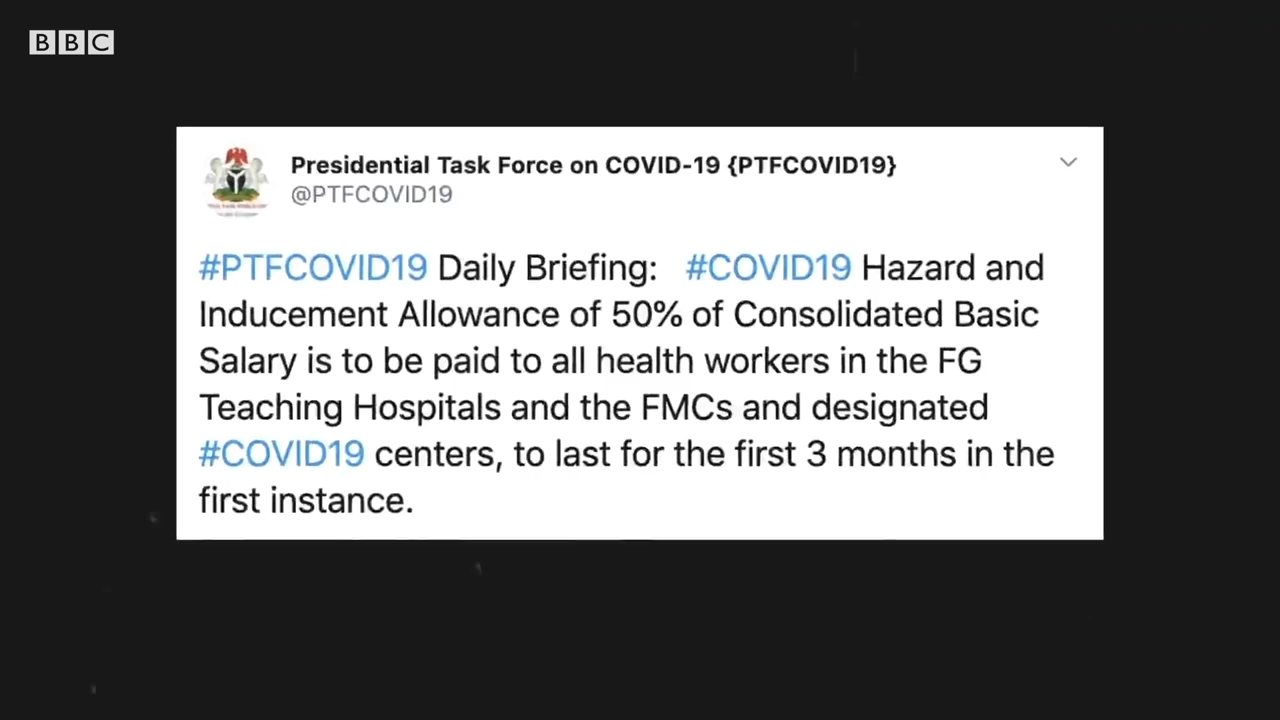 BBC
Presidential Task Force on COVID-19 {PTFCOVID19}
@PTFCOVID19
#PTFCOVID19 Daily Briefing: #COVID19 Hazard and
Inducement Allowance of 50% of Consolidated Basic
Salary is to be paid to all health workers in the FG
Teaching Hospitals and the FMCs and designated
#COVID19 centers, to last for the first 3 months in the
first instance.